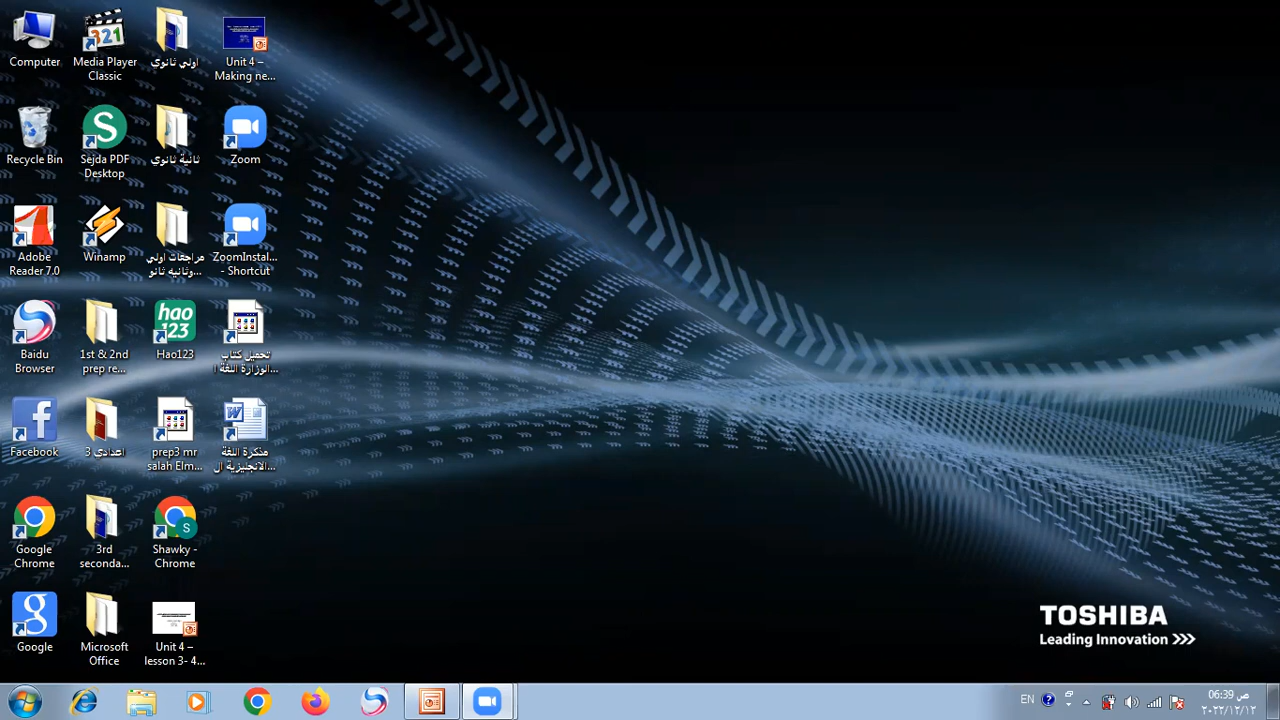 Computer
Media Player
Classic
اولي ثانوي
Unit 4 –
Making ne...
Recycle Bin
Sejda PDF
Desktop
ثانية ثانوي
Zoom
Adobe
Reader 7.0
Winamp
مراجعات اولي
وثانيه ثانو...
ZoomInstal...
- Shortcut
Baidu
Browser
1st & 2nd
prep re...
hao
123
Hao123
تحميل كتاب
الوزارة اللغة ا...
Facebook
اعدادى 3
prep3 mr
salah Elm...
مذكرة اللغة
الانجليزية ال...
Google
Chrome
3rd
seconda...
S
Shawky -
Chrome
Google
Microsoft
Office
Unit 4 –
lesson 3- 4...
TOSHIBA
Leading Innovation >>>
EN
06:39 ص
٢٠٢٢/١٢/١٢